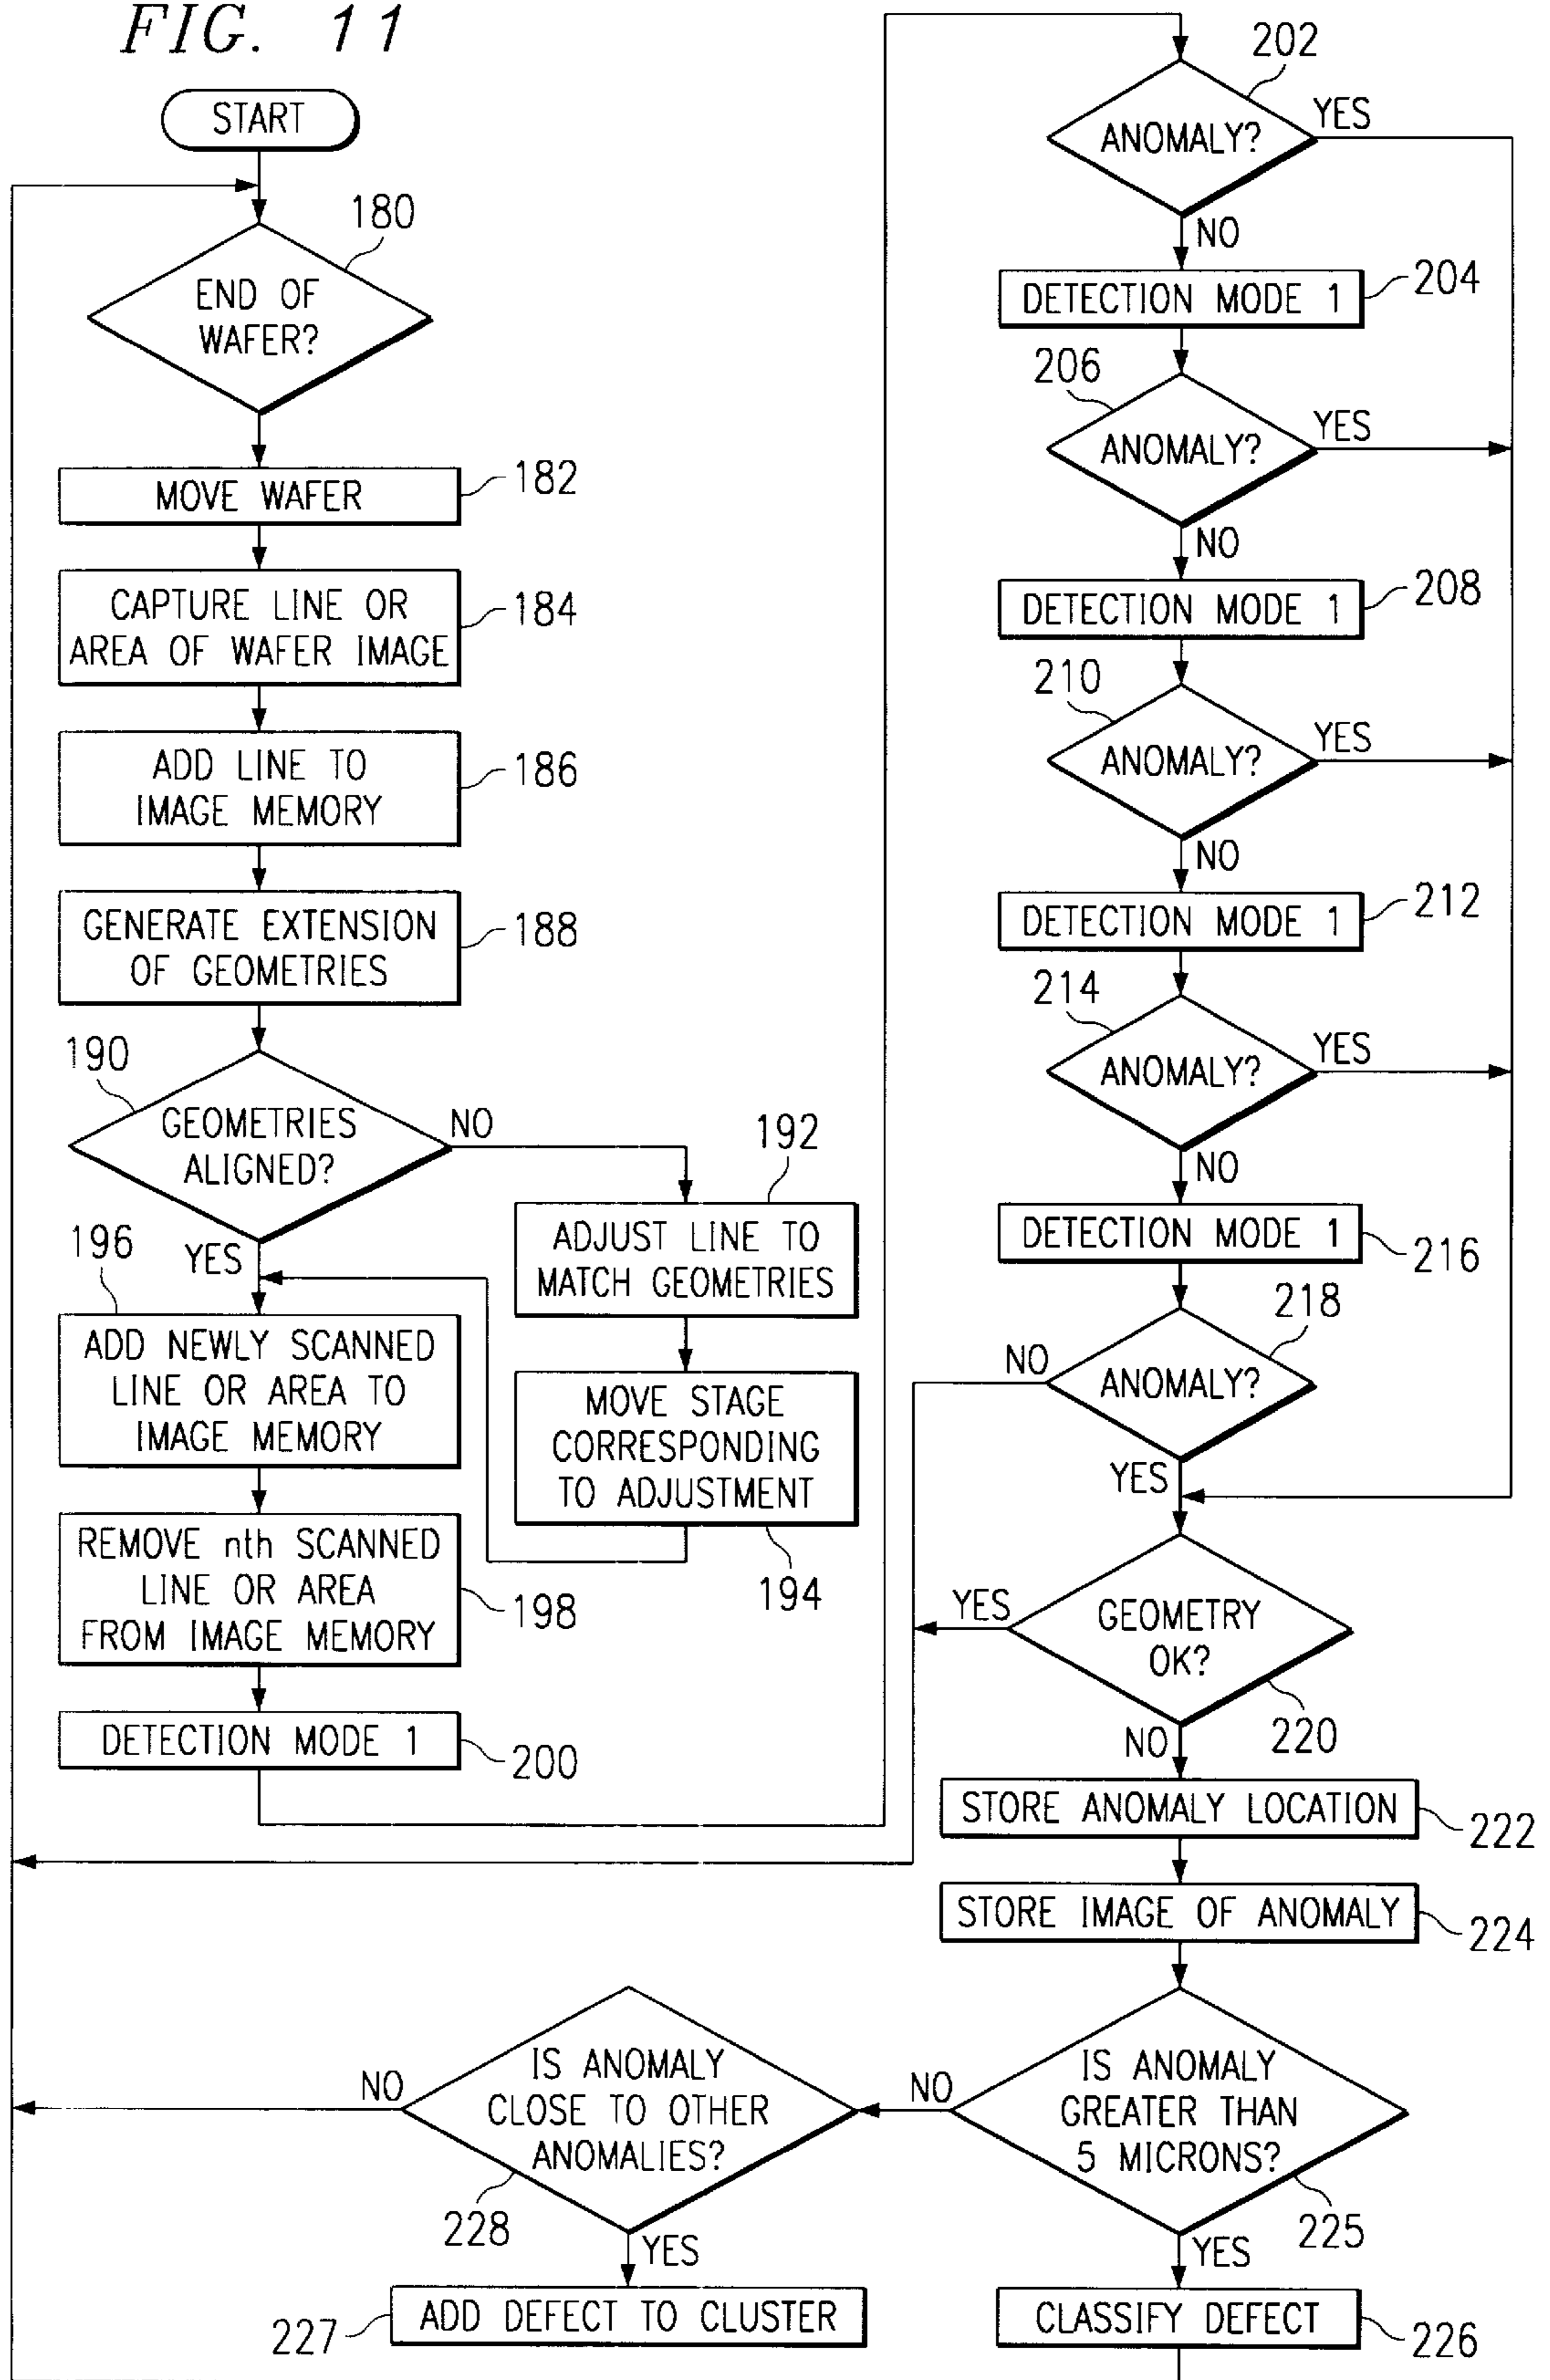 FIG. 11
START
180
END OF
WAFER?
MOVE WAFER
182
CAPTURE LINE OR
AREA OF WAFER IMAGE
184
ADD LINE TO
IMAGE MEMORY
186
GENERATE EXTENSION
OF GEOMETRIES
188
190
GEOMETRIES
ALIGNED?
NO
YES
192
ADJUST LINE TO
MATCH GEOMETRIES
MOVE STAGE
CORRESPONDING
TO ADJUSTMENT
194
196
ADD NEWLY SCANNED
LINE OR AREA TO
IMAGE MEMORY
REMOVE nth SCANNED
LINE OR AREA
FROM IMAGE MEMORY
198
DETECTION MODE 1
200
202
ANOMALY?
YES
NO
DETECTION MODE 1
204
206
ANOMALY?
YES
NO
DETECTION MODE 1
208
210
ANOMALY?
YES
NO
DETECTION MODE 1
212
214
ANOMALY?
YES
NO
DETECTION MODE 1
216
218
NO
ANOMALY?
YES
YES
GEOMETRY
OK?
220
NO
STORE ANOMALY LOCATION
222
STORE IMAGE OF ANOMALY
224
IS ANOMALY
GREATER THAN
5 MICRONS?
225
NO
YES
IS ANOMALY
CLOSE TO OTHER
ANOMALIES?
228
NO
YES
227
ADD DEFECT TO CLUSTER
CLASSIFY DEFECT
226